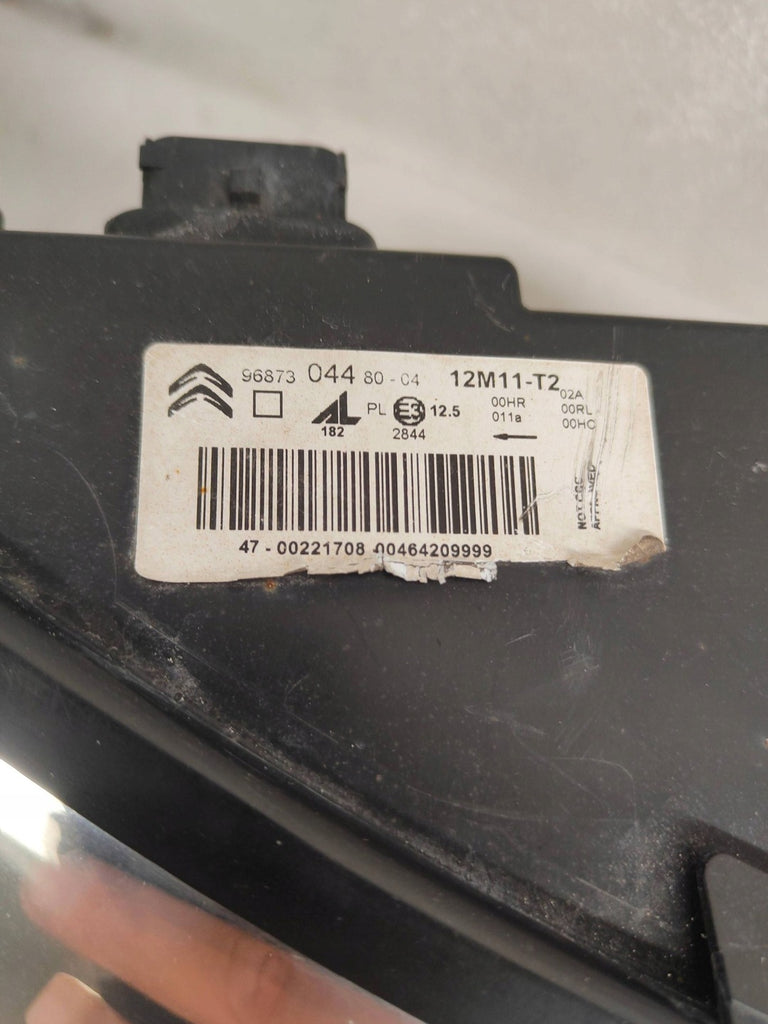 96873 044 80 - 04 12M11-T2
02A
PL E3 12.5 00HR 00RL
011a 00HC
182 2844
47 - 00221708 00464209999